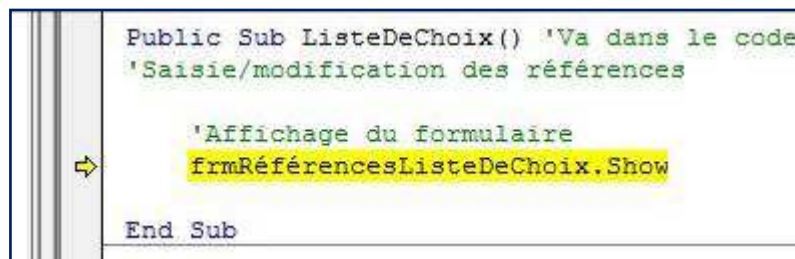 Public Sub ListeDeChoix() 'Va dans le code
'Saisie/modification des références
'Affichage du formulaire
frmRéférencesListeDeChoix.Show
End Sub